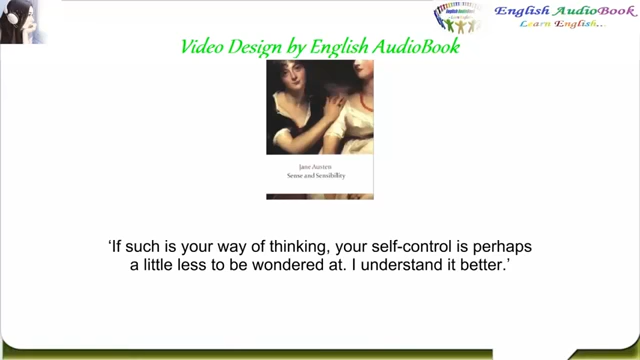 English AudioBook
Learn English...
Video Design by English AudioBook
Jane Austen
Sense and Sensibility
‘If such is your way of thinking, your self-control is perhaps
a little less to be wondered at. I understand it better.’